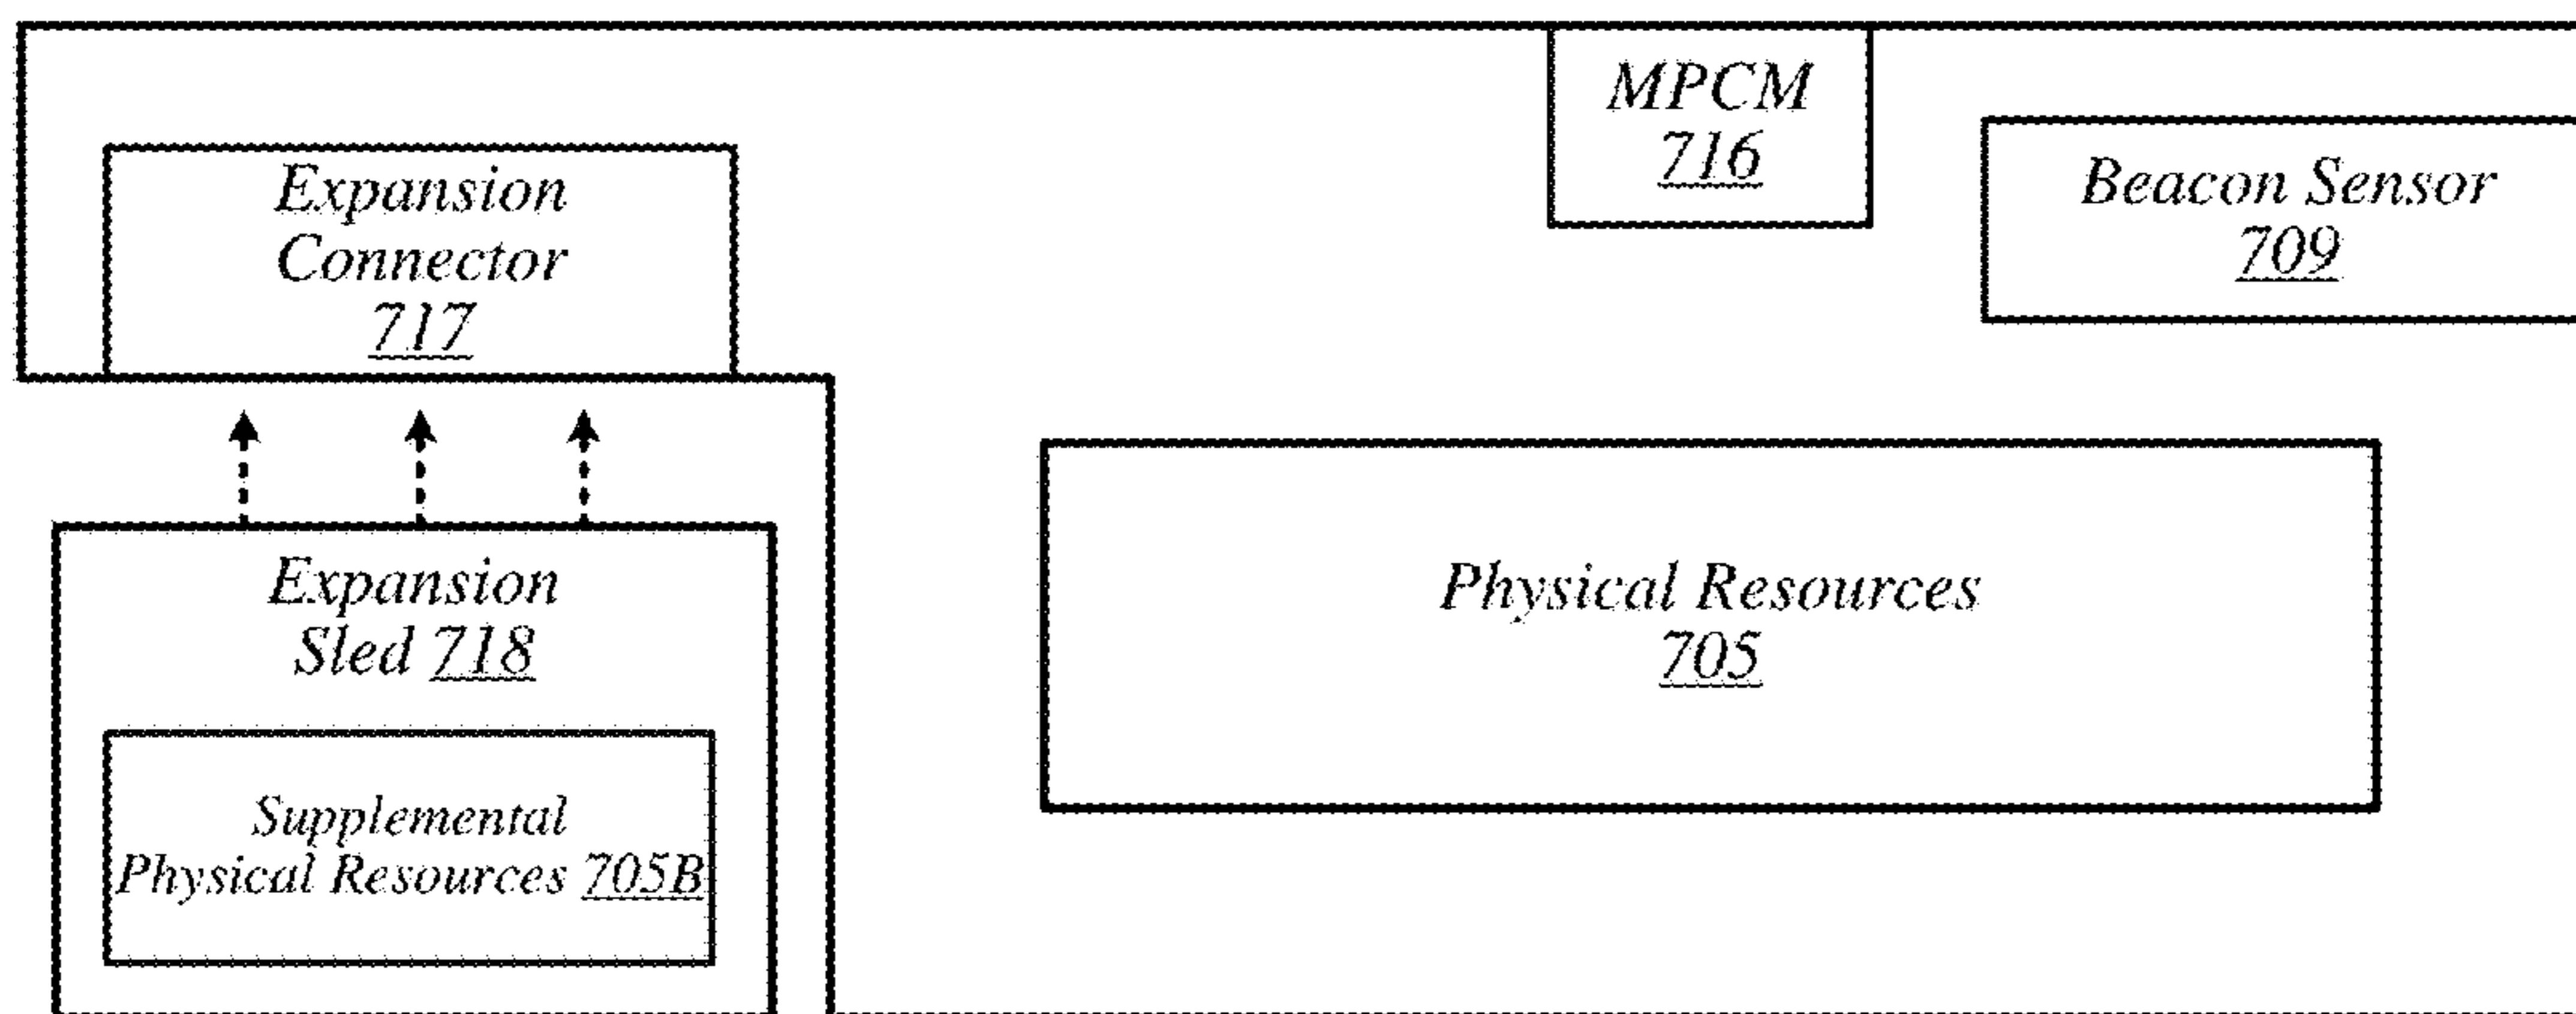 MPCM
716
Beacon Sensor
709
Expansion
Connector
717
Expansion
Sled 718
Physical Resources
705
Supplemental
Physical Resources 705B